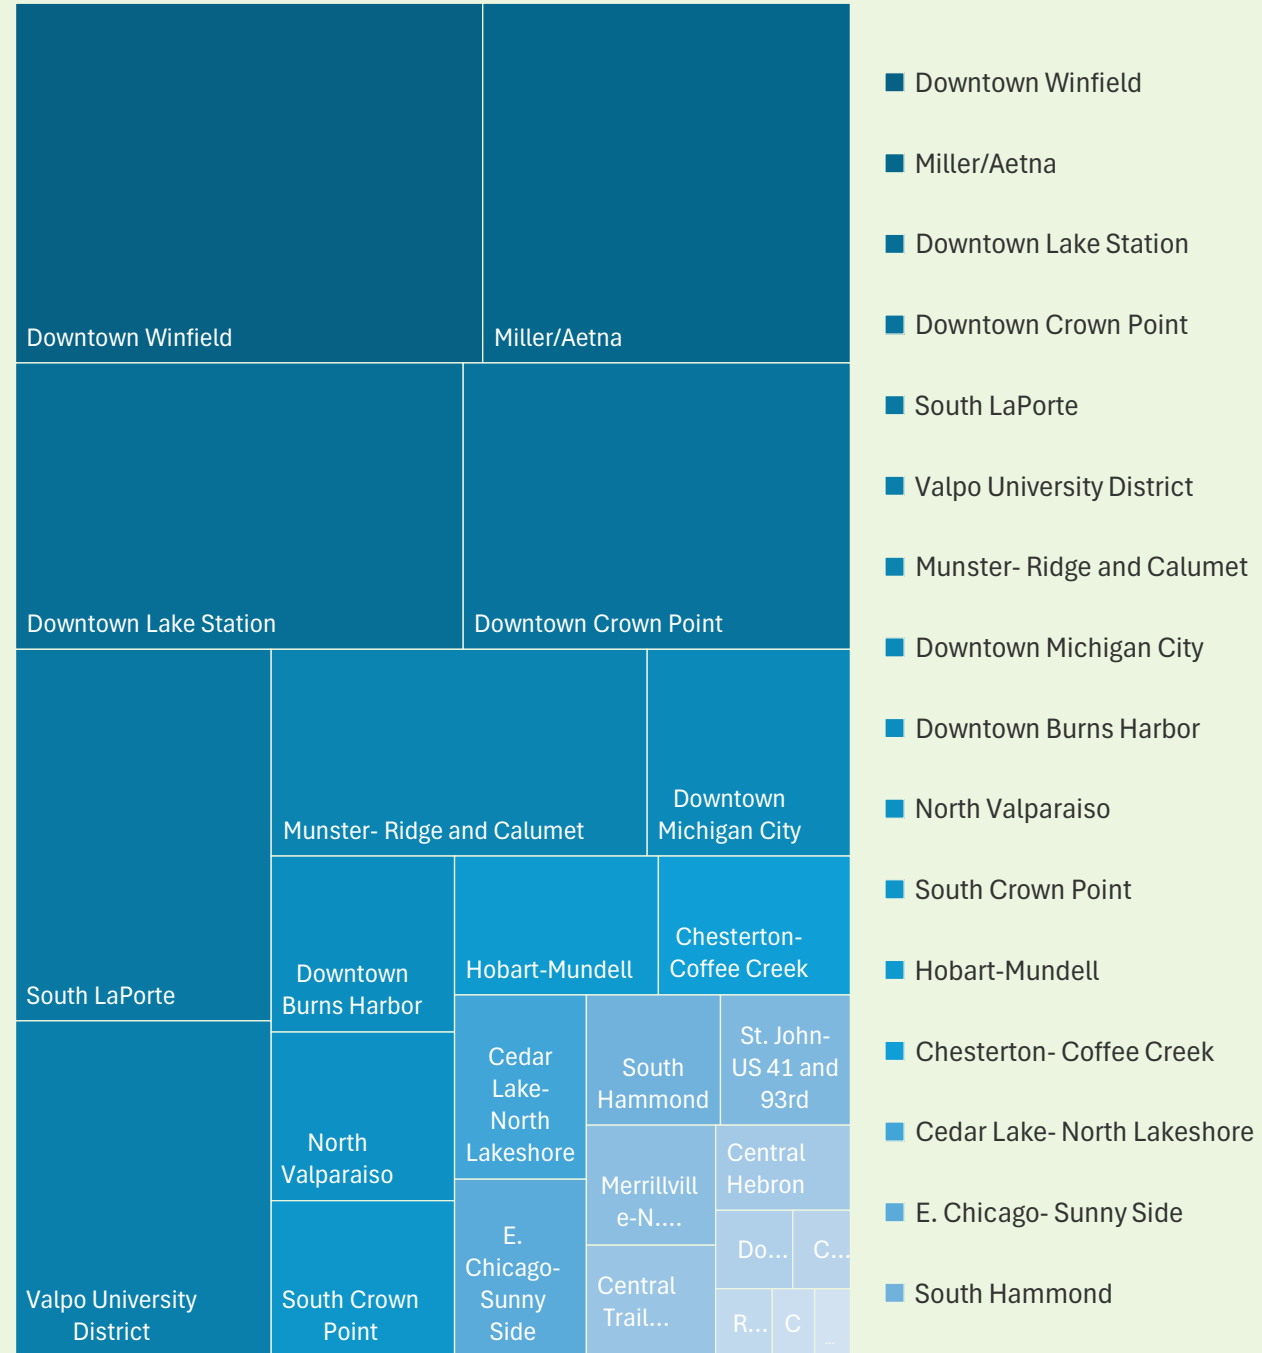 Downtown Winfield
Miller/Aetna
Downtown Lake Station
Downtown Crown Point
South LaPorte
Valpo University
District
Munster- Ridge and Calumet
Downtown
Michigan City
Downtown
Burns Harbor
North
Valparaiso
South Crown
Point
Hobart-Mundell
Chesterton-
Coffee Creek
Cedar
Lake-
North
Lakeshore
E.
Chicago-
Sunny
Side
South
Hammond
St. John-
US 41 and
93rd
Merrillvill
e-N....
Central
Trail...
Central
Hebron
Do...
C...
R...
C
...
Downtown Winfield
Miller/Aetna
Downtown Lake Station
Downtown Crown Point
South LaPorte
Valpo University District
Munster- Ridge and Calumet
Downtown Michigan City
Downtown Burns Harbor
North Valparaiso
South Crown Point
Hobart-Mundell
Chesterton- Coffee Creek
Cedar Lake- North Lakeshore
E. Chicago- Sunny Side
South Hammond